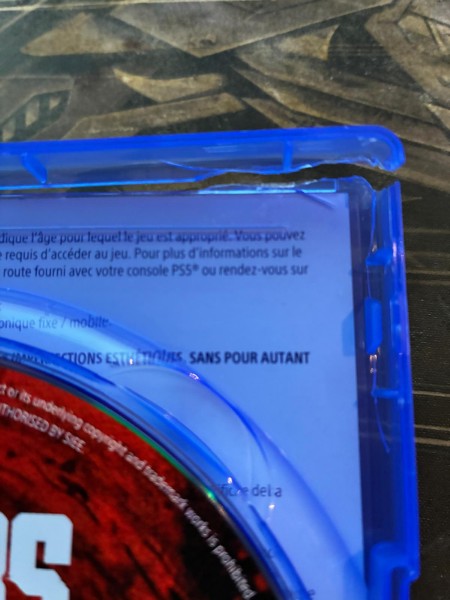 dique l'âge pour lequel le jeu est approprié. Vous pouvez
requis d'accéder au jeu. Pour plus d'informations sur le
route fourni avec votre console PS5® ou rendez-vous sur
onique fixe / mobile.
ESTHÉTIQUES, SANS POUR AUTANT
or its underlying copyright and trademark works is prohibited
AUTHORISED BY SIEE